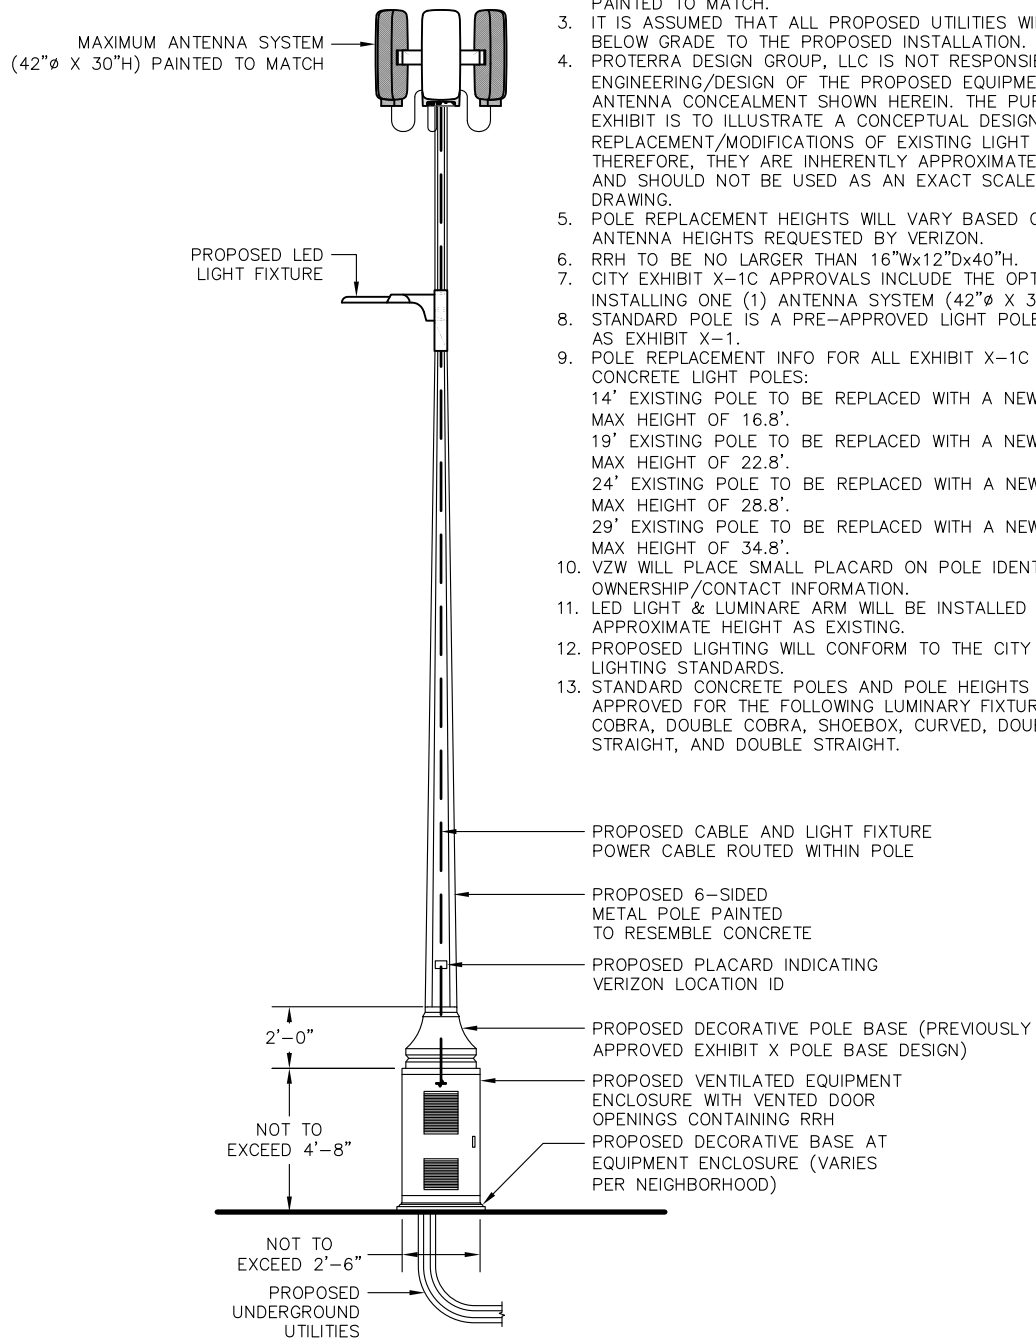 MAXIMUM ANTENNA SYSTEM
(42"ø X 30"H) PAINTED TO MATCH
PROPOSED LED
LIGHT FIXTURE
PAINTED TO MATCH.
3. IT IS ASSUMED THAT ALL PROPOSED UTILITIES
BELOW GRADE TO THE PROPOSED INSTALLATION.
4. PROTERRA DESIGN GROUP, LLC IS NOT
ENGINEERING/DESIGN OF THE PROPOSED
ANTENNA CONCEALMENT SHOWN HEREIN. THE
EXHIBIT IS TO ILLUSTRATE A CONCEPTUAL DESIGN
REPLACEMENT/MODIFICATIONS OF EXISTING LIGHT
THEREFORE, THEY ARE INHERENTLY APPROXIMATE
AND SHOULD NOT BE USED AS AN EXACT SCALE
DRAWING.
5. POLE REPLACEMENT HEIGHTS WILL VARY BASED
ANTENNA HEIGHTS REQUESTED BY VERIZON.
6. RRH TO BE NO LARGER THAN 16"Wx12"Dx40"H.
7. CITY EXHIBIT X-1C APPROVALS INCLUDE THE
INSTALLING ONE (1) ANTENNA SYSTEM (42"ø X
8. STANDARD POLE IS A PRE-APPROVED LIGHT POLE
AS EXHIBIT X-1.
9. POLE REPLACEMENT INFO FOR ALL EXHIBIT X-1C
CONCRETE LIGHT POLES:
14' EXISTING POLE TO BE REPLACED WITH A NEW
MAX HEIGHT OF 16.8'.
19' EXISTING POLE TO BE REPLACED WITH A NEW
MAX HEIGHT OF 22.8'.
24' EXISTING POLE TO BE REPLACED WITH A NEW
MAX HEIGHT OF 28.8'.
29' EXISTING POLE TO BE REPLACED WITH A NEW
MAX HEIGHT OF 34.8'.
10. VZW WILL PLACE SMALL PLACARD ON POLE
OWNERSHIP/CONTACT INFORMATION.
11. LED LIGHT & LUMINARE ARM WILL BE INSTALLED
APPROXIMATE HEIGHT AS EXISTING.
12. PROPOSED LIGHTING WILL CONFORM TO THE CITY
LIGHTING STANDARDS.
13. STANDARD CONCRETE POLES AND POLE HEIGHTS
APPROVED FOR THE FOLLOWING LUMINARY
COBRA, DOUBLE COBRA, SHOEBOX, CURVED,
STRAIGHT, AND DOUBLE STRAIGHT.
PROPOSED CABLE AND LIGHT FIXTURE
POWER CABLE ROUTED WITHIN POLE
PROPOSED 6-SIDED
METAL POLE PAINTED
TO RESEMBLE CONCRETE
PROPOSED PLACARD INDICATING
VERIZON LOCATION ID
2'-0"
PROPOSED DECORATIVE POLE BASE (PREVIOUSLY
APPROVED EXHIBIT X POLE BASE DESIGN)
PROPOSED VENTILATED EQUIPMENT
ENCLOSURE WITH VENTED DOOR
OPENINGS CONTAINING RRH
NOT TO
EXCEED 4'-8"
PROPOSED DECORATIVE BASE AT
EQUIPMENT ENCLOSURE (VARIES
PER NEIGHBORHOOD)
NOT TO
EXCEED 2'-6"
PROPOSED
UNDERGROUND
UTILITIES